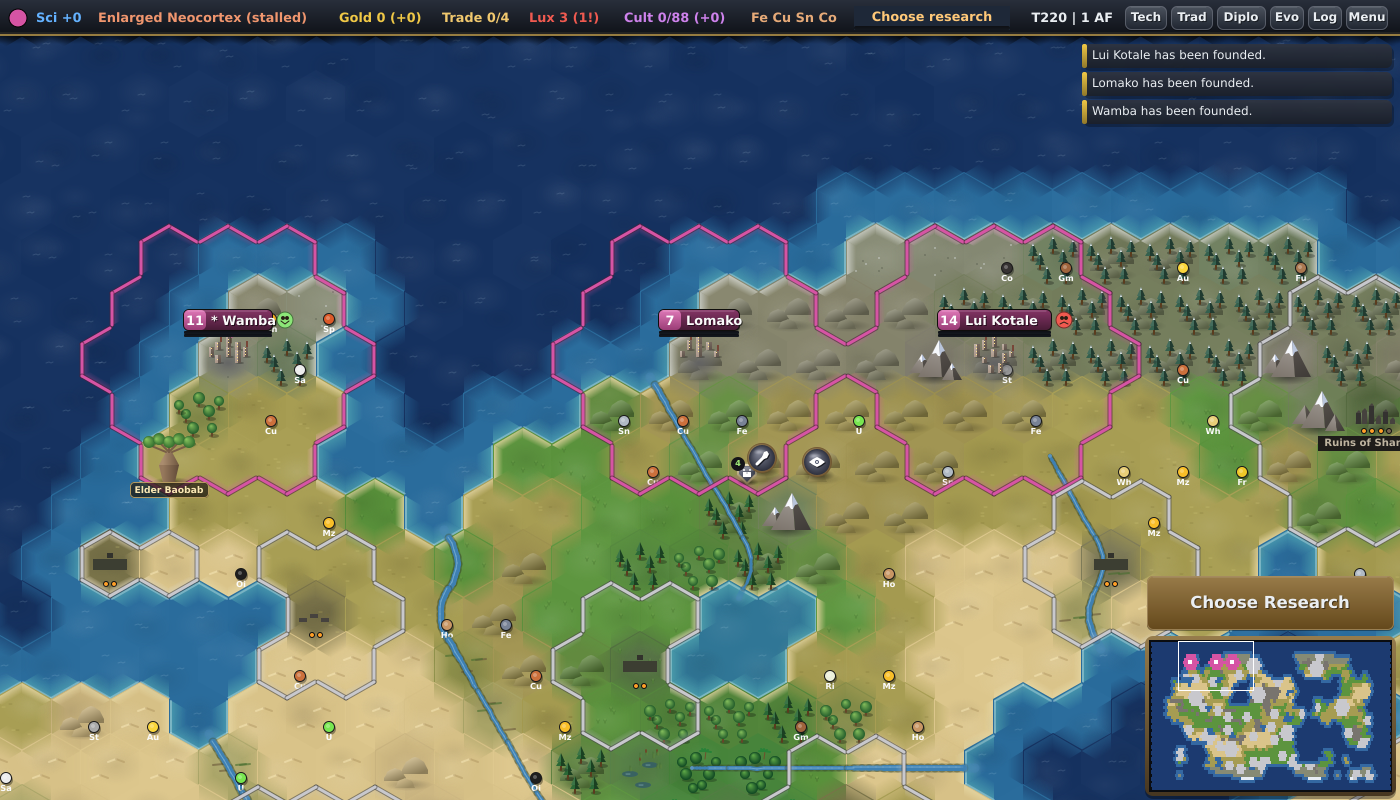 Sci +0 Enlarged Neocortex (stalled) Gold 0 (+0) Trade 0/4 Lux 3 (1!) Cult 0/88 (+0) Fe Cu Sn Co Choose research T220 | 1 AF Tech Trad Diplo Evo Log Menu
Lui Kotale has been founded.
Lomako has been founded.
Wamba has been founded.
Co Gm Au Fu
11 * Wamba Sp 7 Lomako 14 Lui Kotale
Sa St Cu
Cu Sn Cu Fe U Fe Wh
Ruins of Shar
4
Wh Mz Fr
Elder Baobab
Mz Mz
Oi Ho
Ho Fe
Choose Research
Cu Ri Mz
St Au U Mz Gm Ho
Sa U Oi